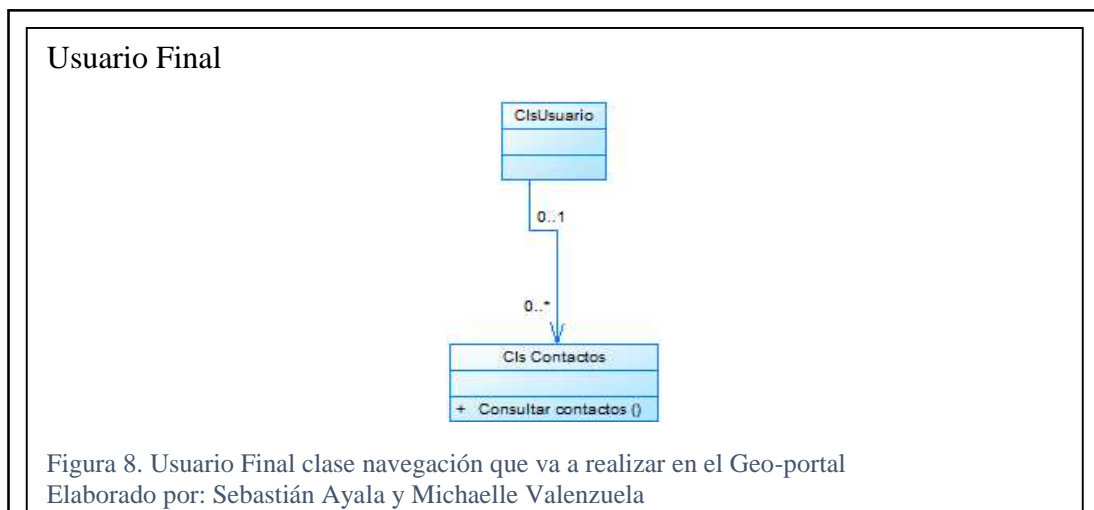 Usuario Final
ClsUsuario
0..1
0..*
Cls Contactos
+ Consultar contactos ()
Figura 8. Usuario Final clase navegación que va a realizar en el Geo-portal
Elaborado por: Sebastián Ayala y Michaelle Valenzuela